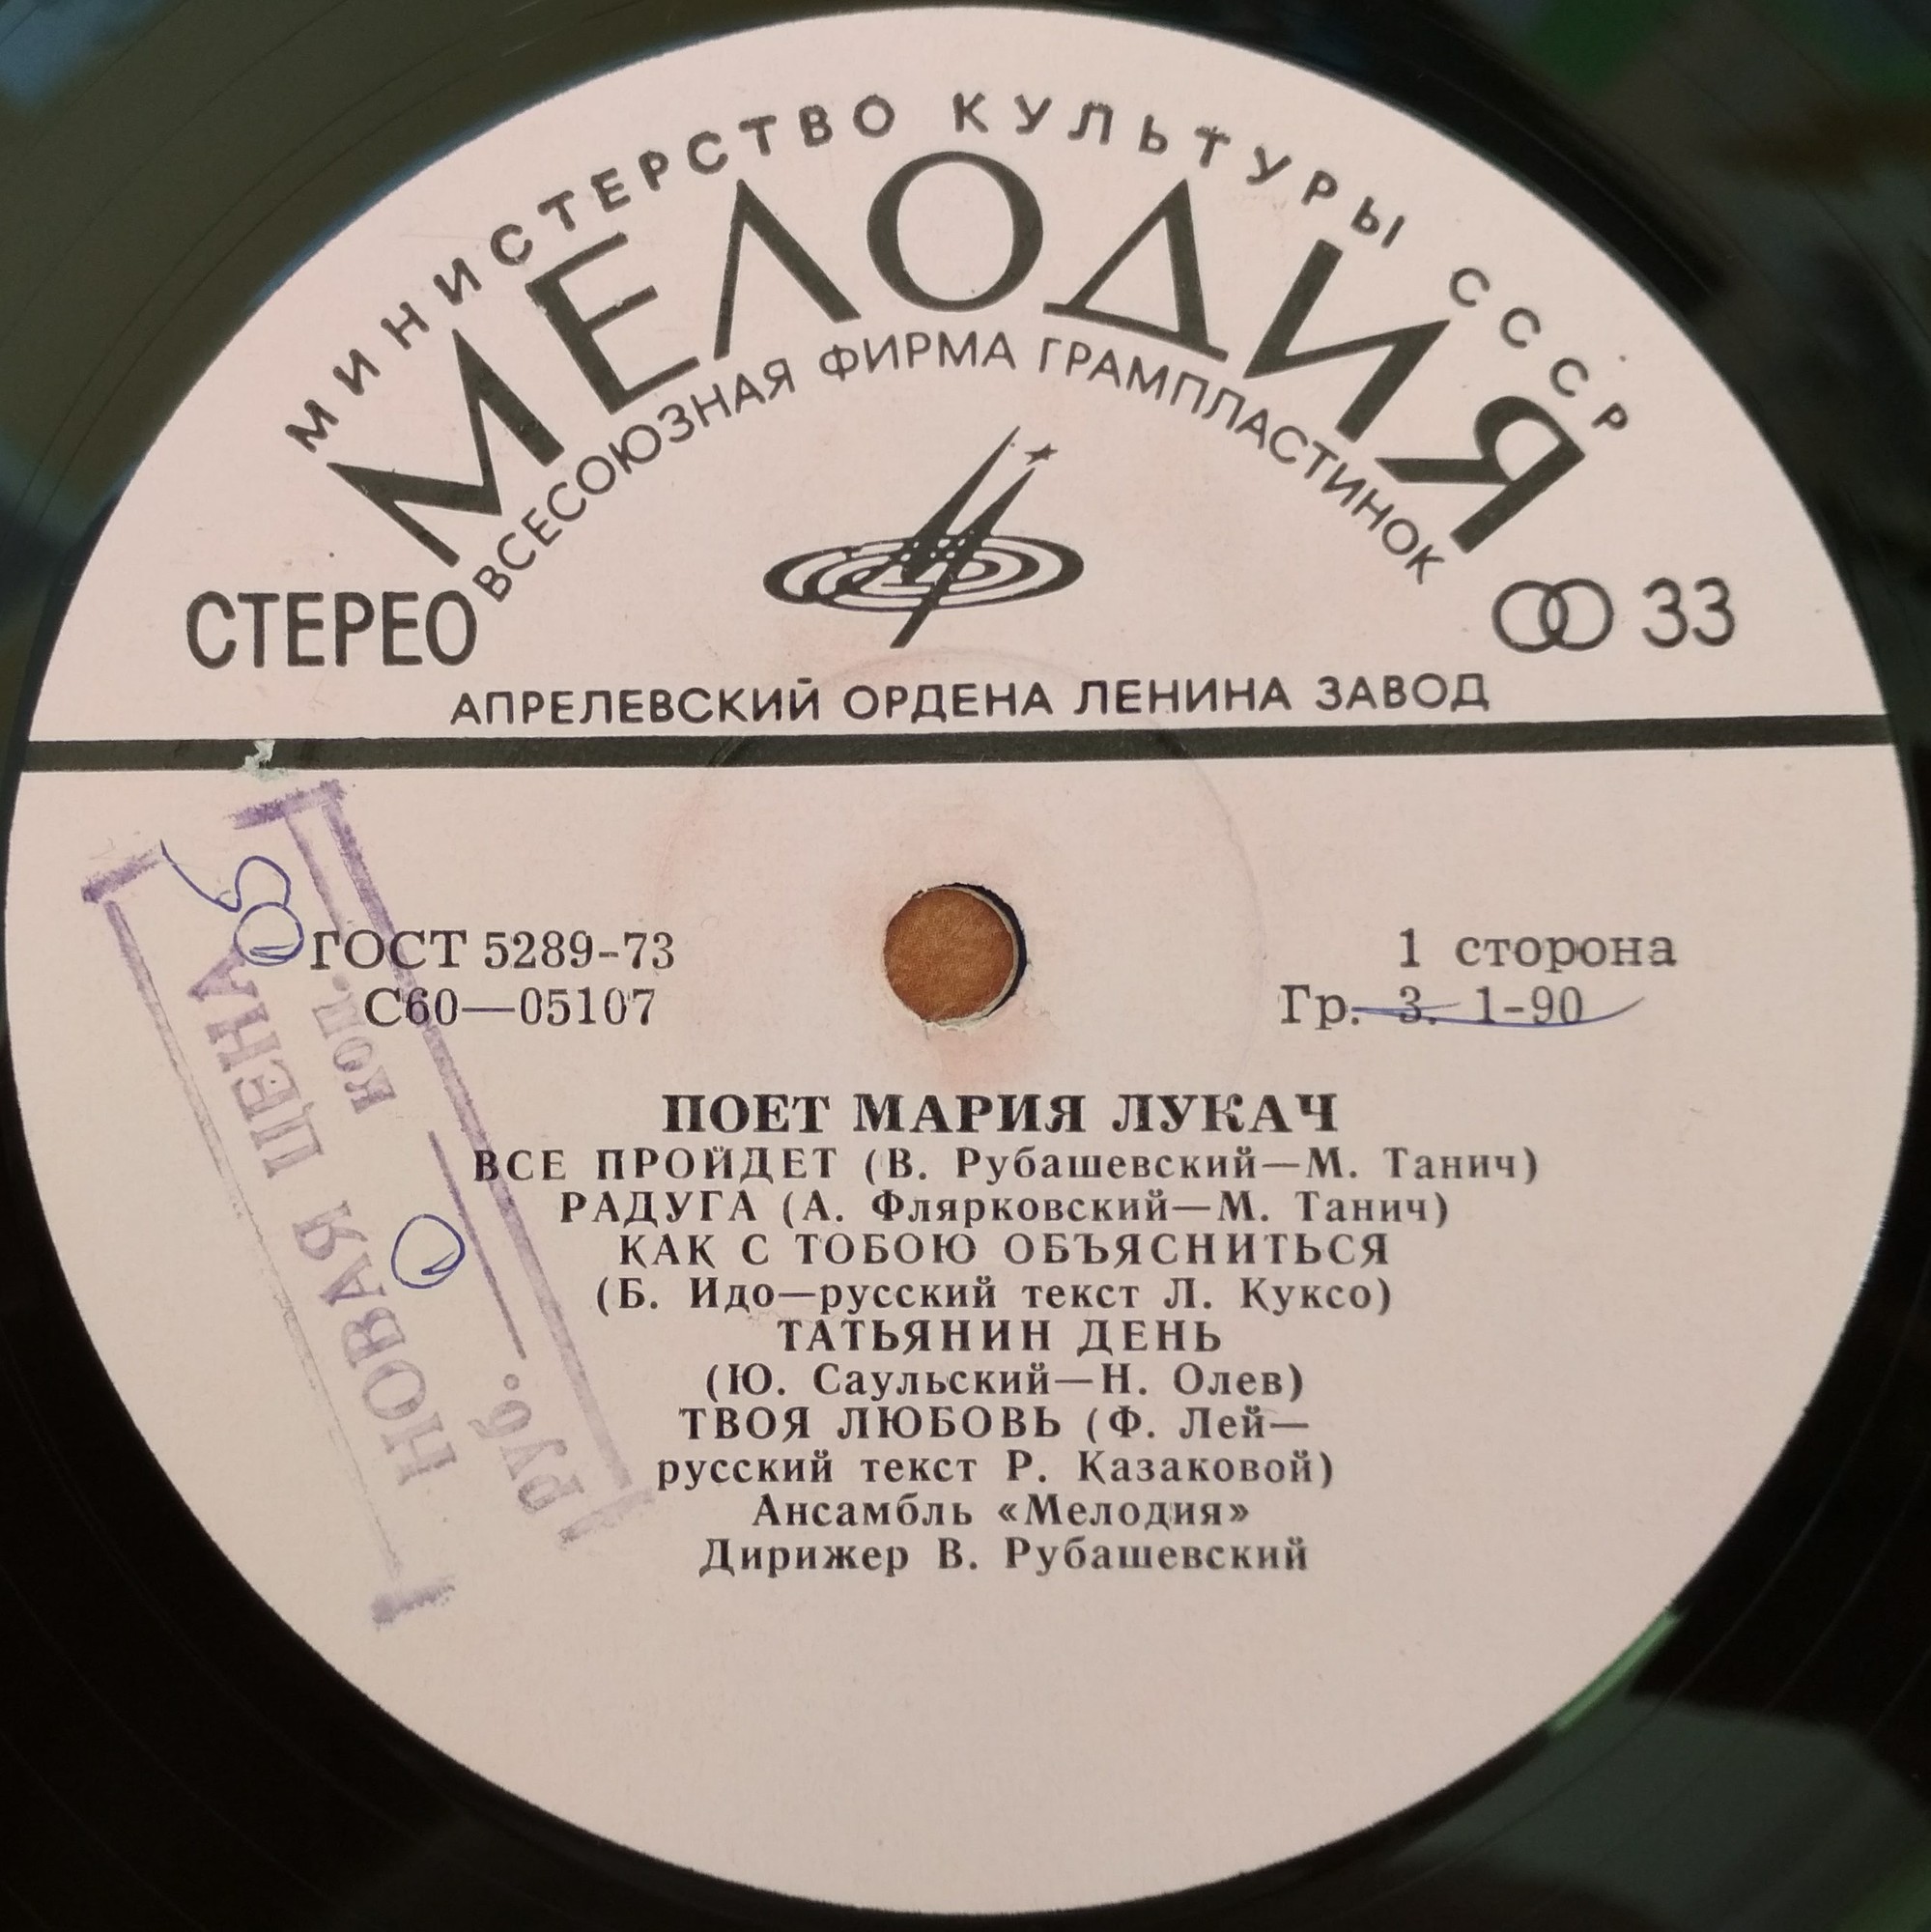 МИНИСТЕРСТВО КУЛЬТУРЫ СССР
МЕЛОДИЯ
ВСЕСОЮЗНАЯ ФИРМА ГРАМПЛАСТИНОК
СТЕРЕО
33
АПРЕЛЕВСКИЙ ОРДЕНА ЛЕНИНА ЗАВОД
ГОСТ 5289-73
С60—05107
1 сторона
Гр. 3. 1-90
НОВАЯ ЦЕНА
руб. коп.
ПОЕТ МАРИЯ ЛУКАЧ
ВСЕ ПРОЙДЕТ (В. Рубашевский—М. Танич)
РАДУГА (А. Флярковский—М. Танич)
КАК С ТОБОЮ ОБЪЯСНИТЬСЯ
(Б. Идо—русский текст Л. Куксо)
ТАТЬЯНИН ДЕНЬ
(Ю. Саульский—Н. Олев)
ТВОЯ ЛЮБОВЬ (Ф. Лей—
русский текст Р. Казаковой)
Ансамбль «Мелодия»
Дирижер В. Рубашевский